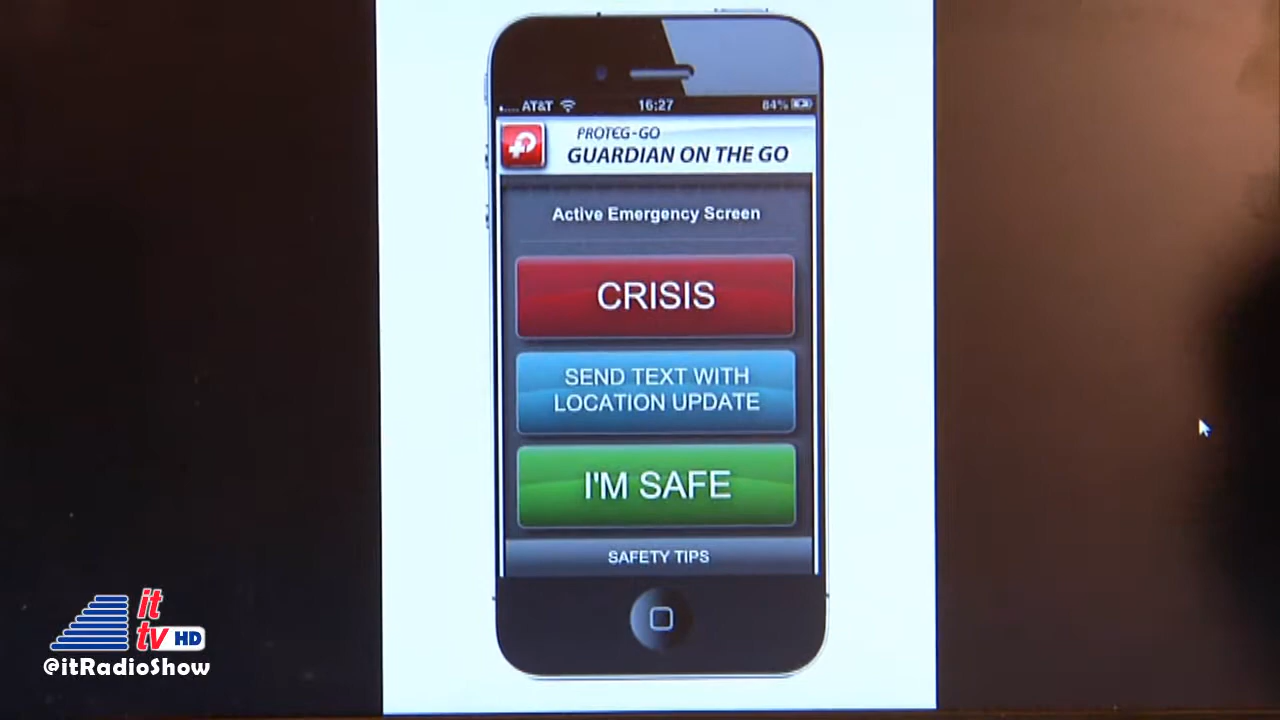 AT&T
16:27
84%
PROTEG-GO
GUARDIAN ON THE GO
Active Emergency Screen
CRISIS
SEND TEXT WITH
LOCATION UPDATE
I'M SAFE
SAFETY TIPS
it
tv HD
@itRadioShow